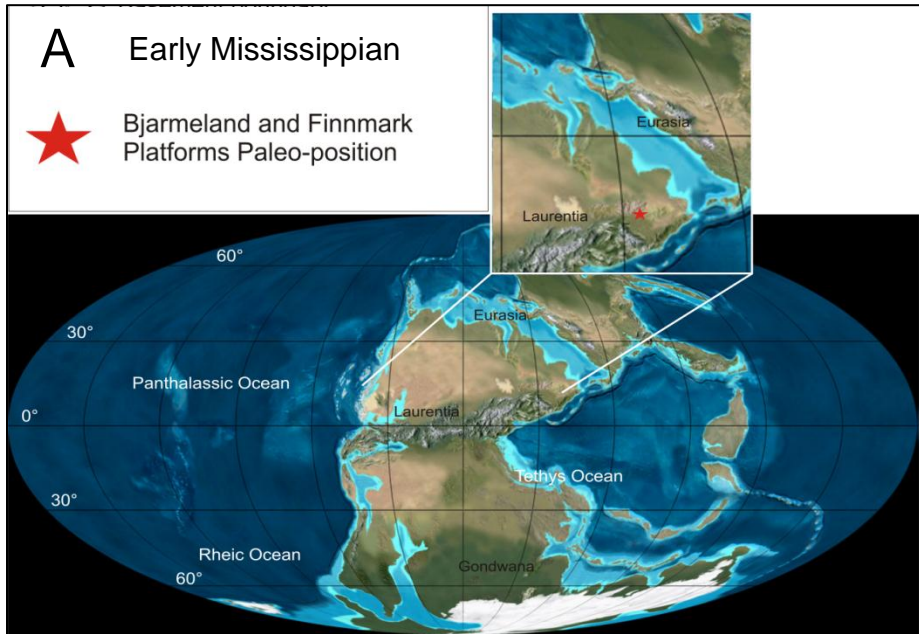 A Early Mississippian
Bjarmeland and Finnmark
Platforms Paleo-position
Eurasia
Laurentia
60°
30°
Eurasia
Panthalassic Ocean
0°
Laurentia
Tethys Ocean
30°
Rheic Ocean
Gondwana
60°